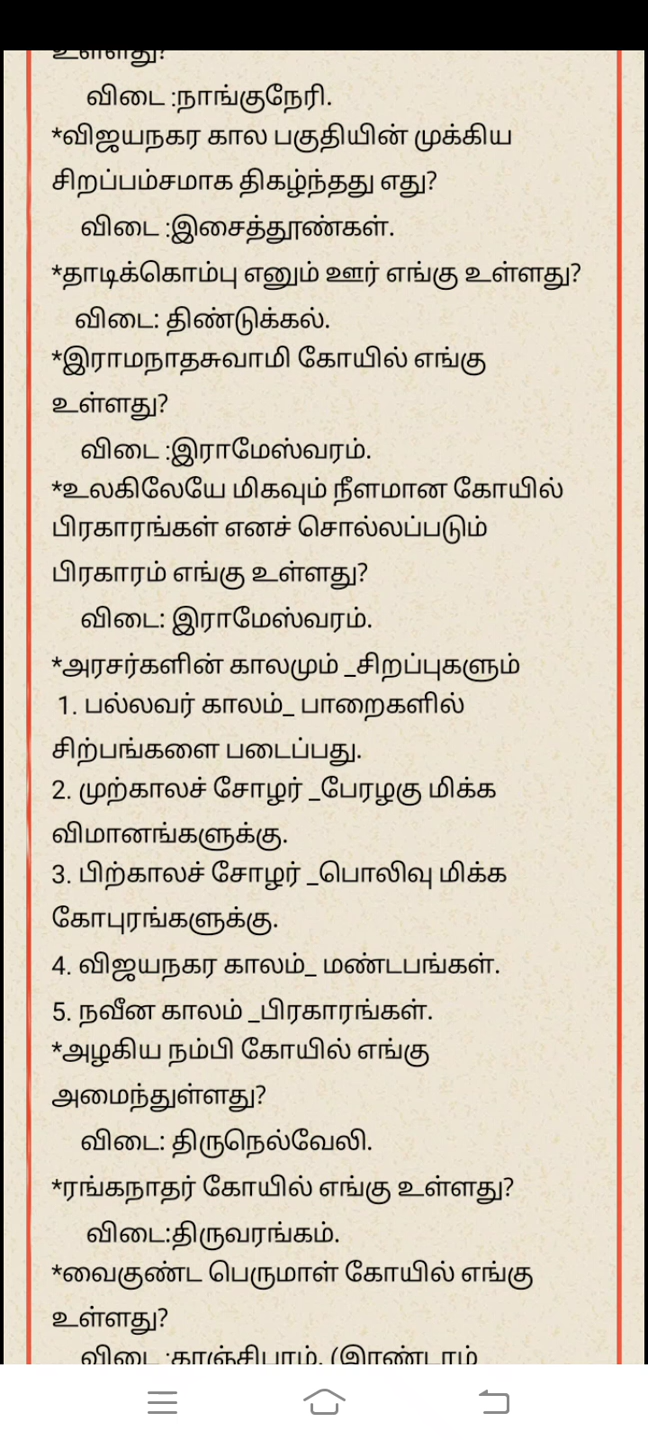 உள்ளது?
விடை :நாங்குநேரி.
*விஜயநகர கால பகுதியின் முக்கிய
சிறப்பம்சமாக திகழ்ந்தது எது?
விடை :இசைத்தூண்கள்.
*தாடிக்கொம்பு எனும் ஊர் எங்கு உள்ளது?
விடை: திண்டுக்கல்.
*இராமநாதசுவாமி கோயில் எங்கு
உள்ளது?
விடை :இராமேஸ்வரம்.
*உலகிலேயே மிகவும் நீளமான கோயில்
பிரகாரங்கள் எனச் சொல்லப்படும்
பிரகாரம் எங்கு உள்ளது?
விடை: இராமேஸ்வரம்.
*அரசர்களின் காலமும் _சிறப்புகளும்
1. பல்லவர் காலம்_ பாறைகளில்
சிற்பங்களை படைப்பது.
2. முற்காலச் சோழர் _பேரழகு மிக்க
விமானங்களுக்கு.
3. பிற்காலச் சோழர் _பொலிவு மிக்க
கோபுரங்களுக்கு.
4. விஜயநகர காலம்_ மண்டபங்கள்.
5. நவீன காலம் _பிரகாரங்கள்.
*அழகிய நம்பி கோயில் எங்கு
அமைந்துள்ளது?
விடை: திருநெல்வேலி.
*ரங்கநாதர் கோயில் எங்கு உள்ளது?
விடை:திருவரங்கம்.
*வைகுண்ட பெருமாள் கோயில் எங்கு
உள்ளது?
விடை :காஞ்சிபுரம். (இரண்டாம்